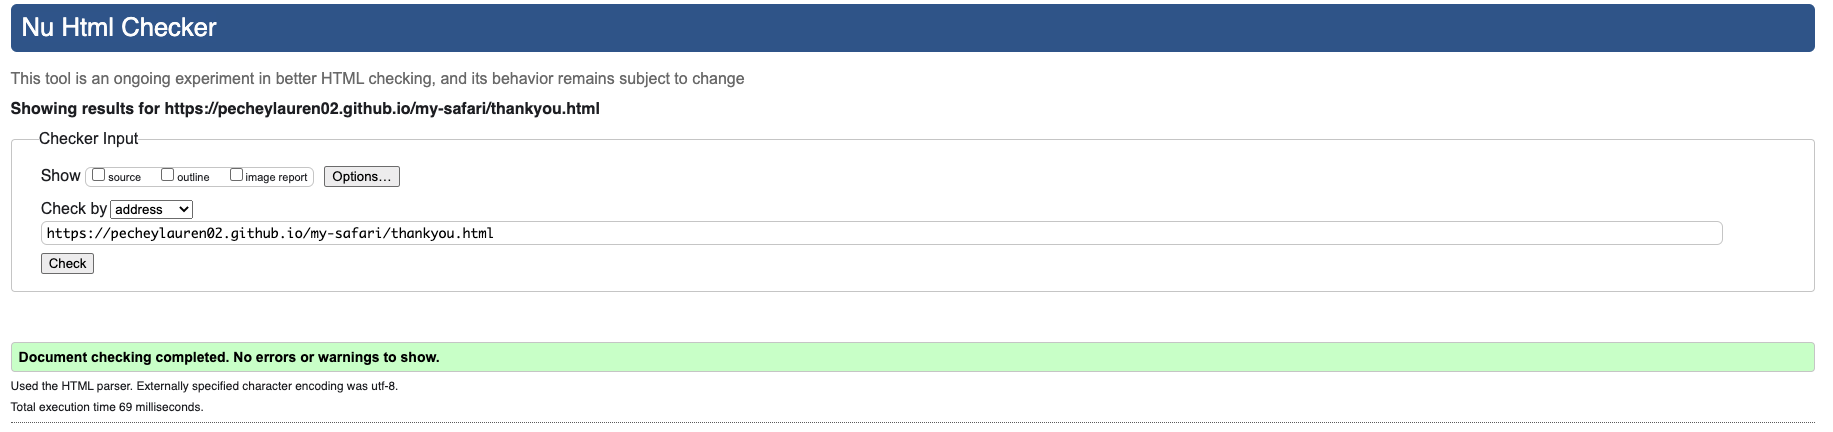 Nu Html Checker
This tool is an ongoing experiment in better HTML checking, and its behavior remains subject to change
Showing results for https://pecheylauren02.github.io/my-safari/thankyou.html
Checker Input
Show source outline image report Options...
Check by address
https://pecheylauren02.github.io/my-safari/thankyou.html
Check
Document checking completed. No errors or warnings to show.
Used the HTML parser. Externally specified character encoding was utf-8.
Total execution time 69 milliseconds.